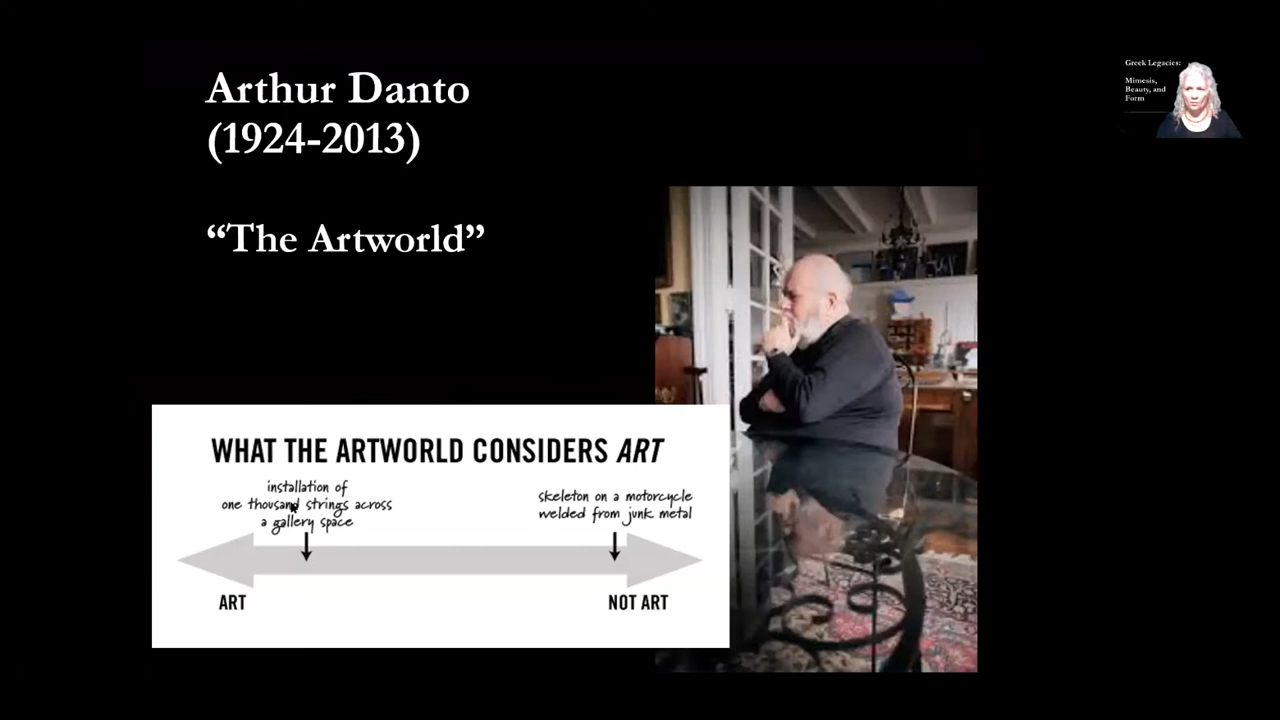 Arthur Danto
(1924-2013)
“The Artworld”
Greek Legacies:
Mimesis,
Beauty, and
Form
WHAT THE ARTWORLD CONSIDERS ART
installation of
one thousand strings across
a gallery space
skeleton on a motorcycle
welded from junk metal
ART
NOT ART